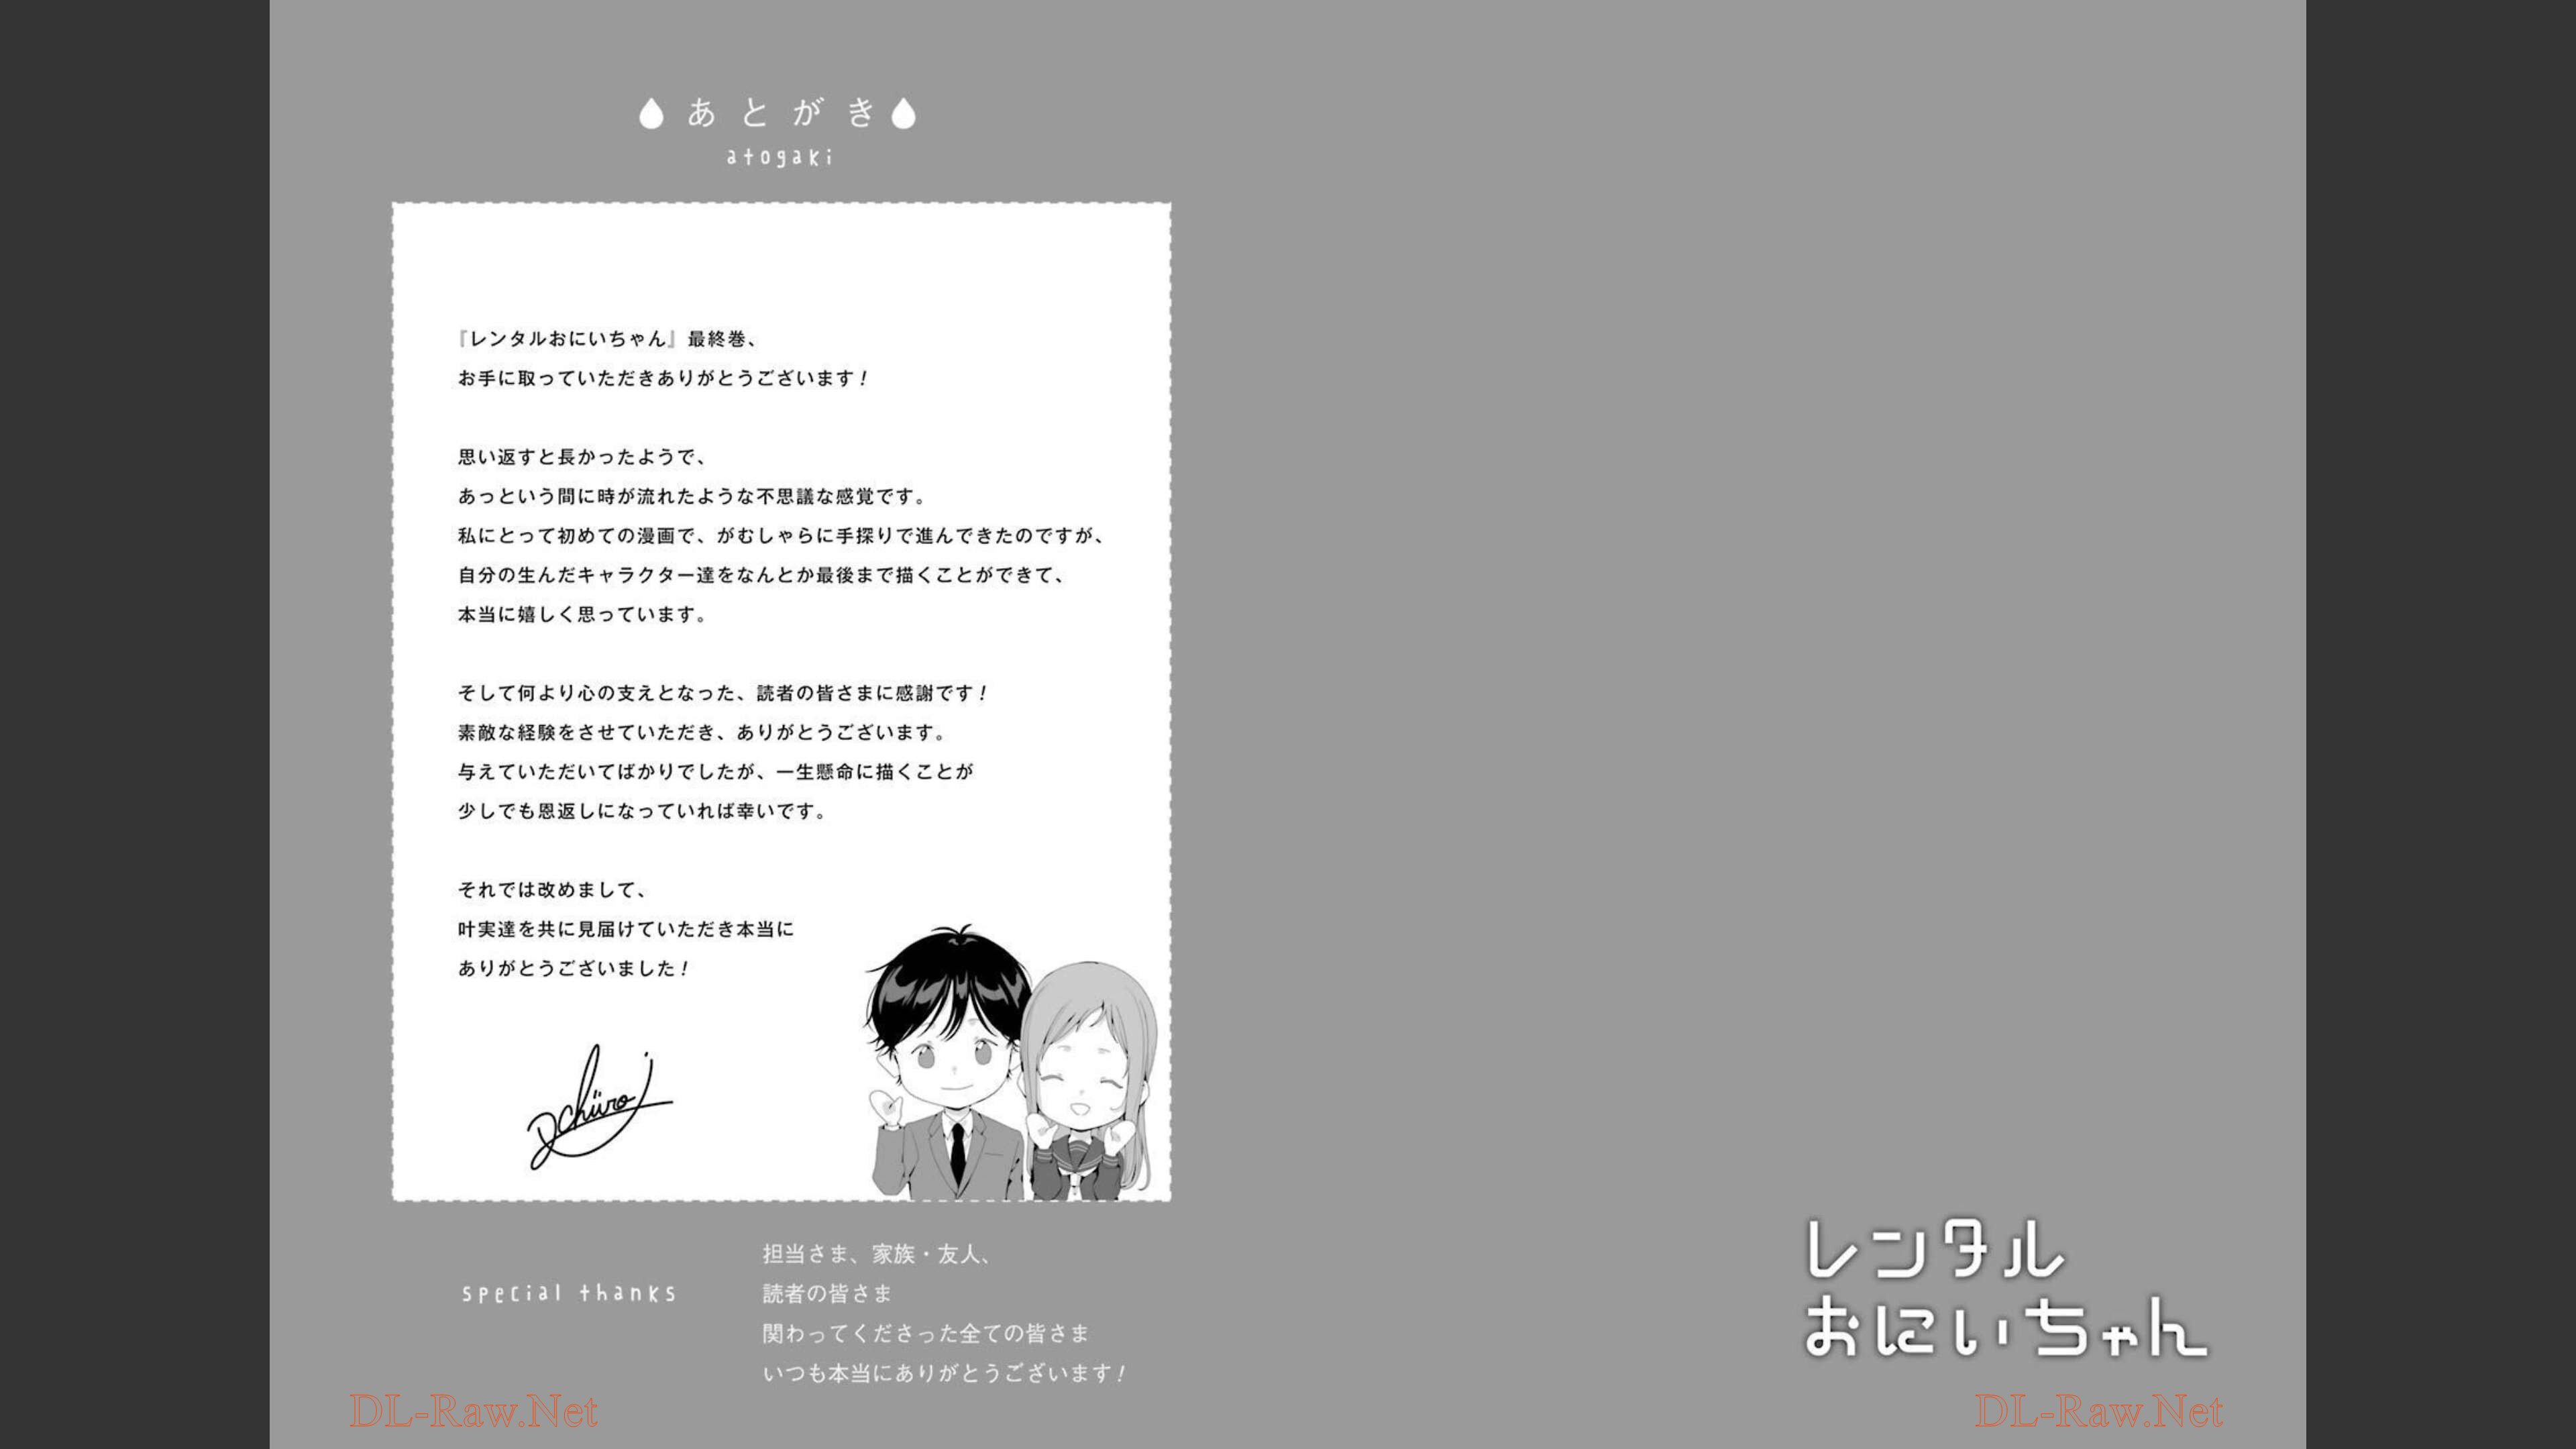 あとがき
atogaki
『レンタルおにいちゃん』最終巻、
お手に取っていただきありがとうございます！
思い返すと長かったようで、
あっという間に時が流れたような不思議な感覚です。
私にとって初めての漫画で、がむしゃらに手探りで進んできたのですが、
自分の生んだキャラクター達をなんとか最後まで描くことができて、
本当に嬉しく思っています。
そして何より心の支えとなった、読者の皆さまに感謝です！
素敵な経験をさせていただき、ありがとうございます。
与えていただいてばかりでしたが、一生懸命に描くことが
少しでも恩返しになっていれば幸いです。
それでは改めまして、
叶実達を共に見届けていただき本当に
ありがとうございました！
special thanks
担当さま、家族・友人、
読者の皆さま
関わってくださった全ての皆さま
いつも本当にありがとうございます！
レンタル
おにいちゃん
DL-Raw.Net
DL-Raw.Net